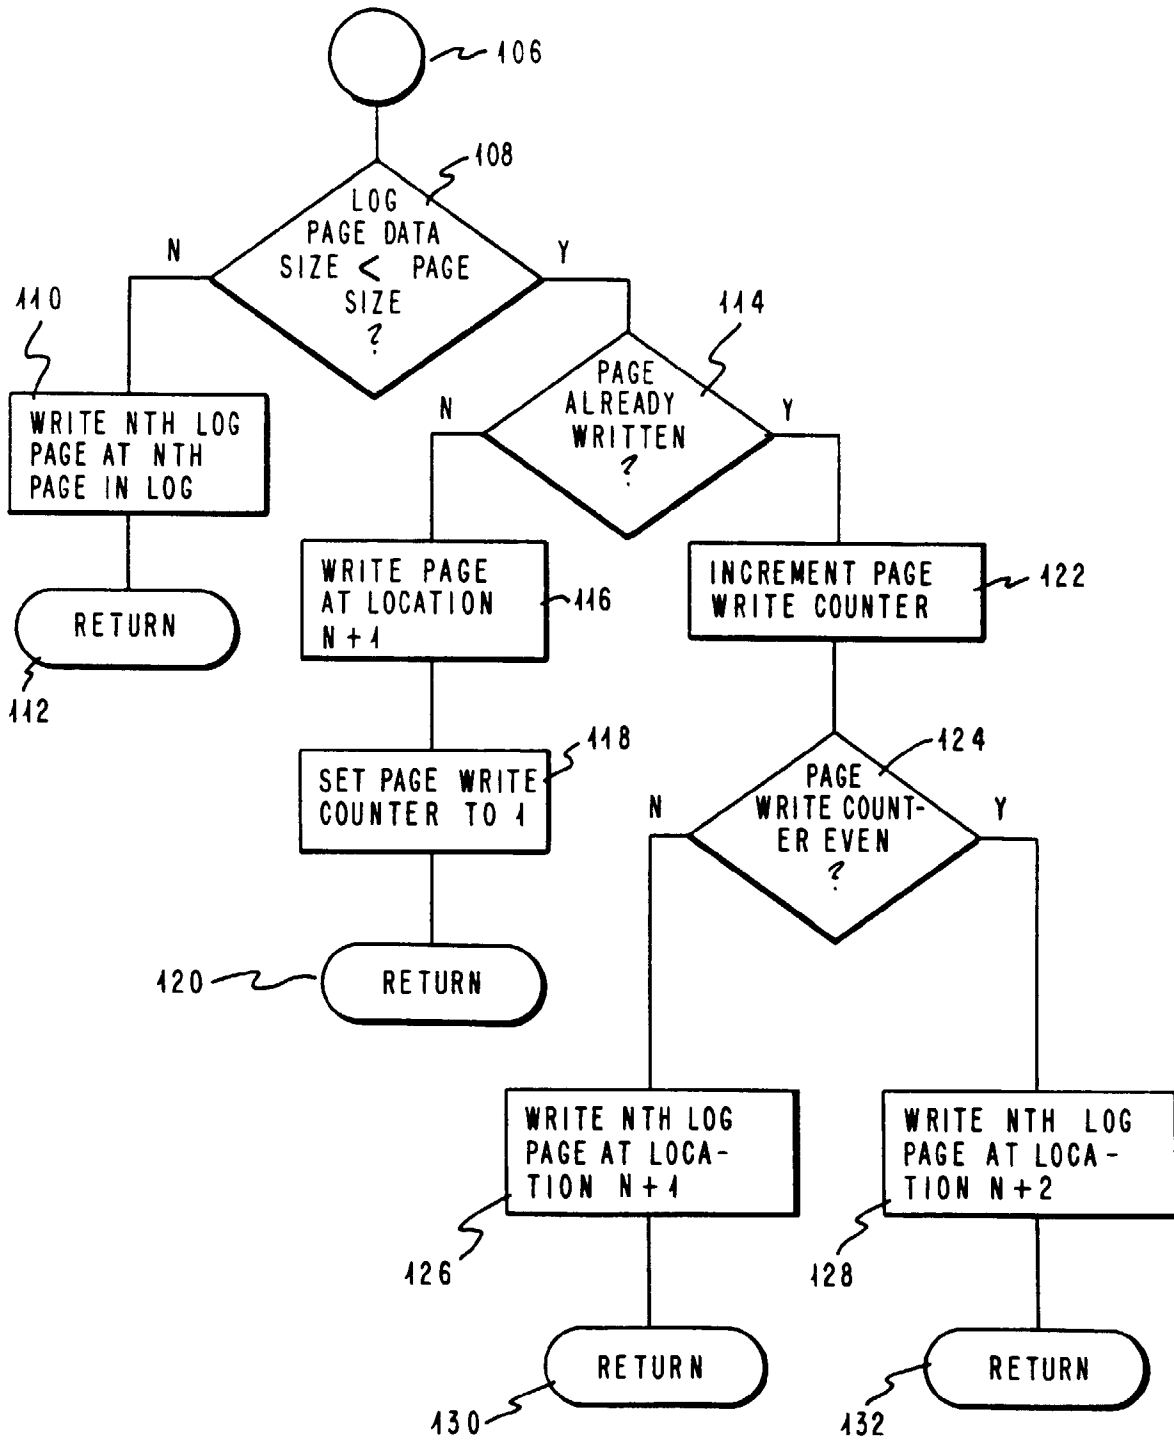 106
108
LOG
PAGE DATA
SIZE < PAGE
SIZE
?
N
Y
110
WRITE NTH LOG
PAGE AT NTH
PAGE IN LOG
RETURN
112
114
PAGE
ALREADY
WRITTEN
?
N
Y
WRITE PAGE
AT LOCATION
N+1
116
SET PAGE WRITE
COUNTER TO 1
118
RETURN
120
INCREMENT PAGE
WRITE COUNTER
122
124
PAGE
WRITE COUNT-
ER EVEN
?
N
Y
WRITE NTH LOG
PAGE AT LOCA-
TION N+1
126
RETURN
130
WRITE NTH LOG
PAGE AT LOCA-
TION N+2
128
RETURN
132